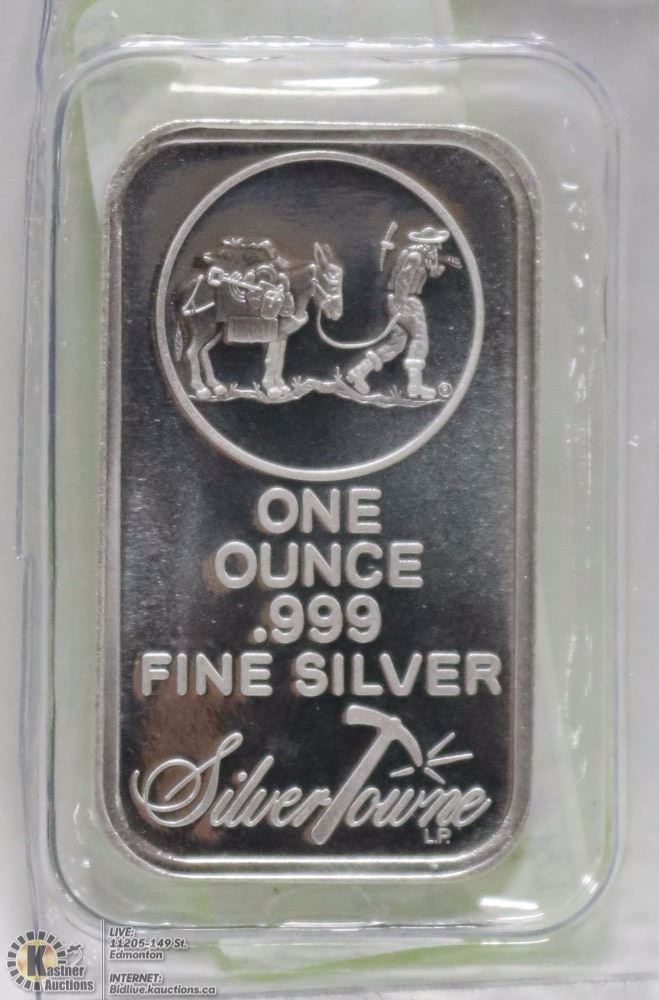 ONE
OUNCE
.999
FINE SILVER
SilverTowne
L.P.
Kastner
Auctions
LIVE:
11205-149 St.
Edmonton
INTERNET:
Bidlive.kauctions.ca